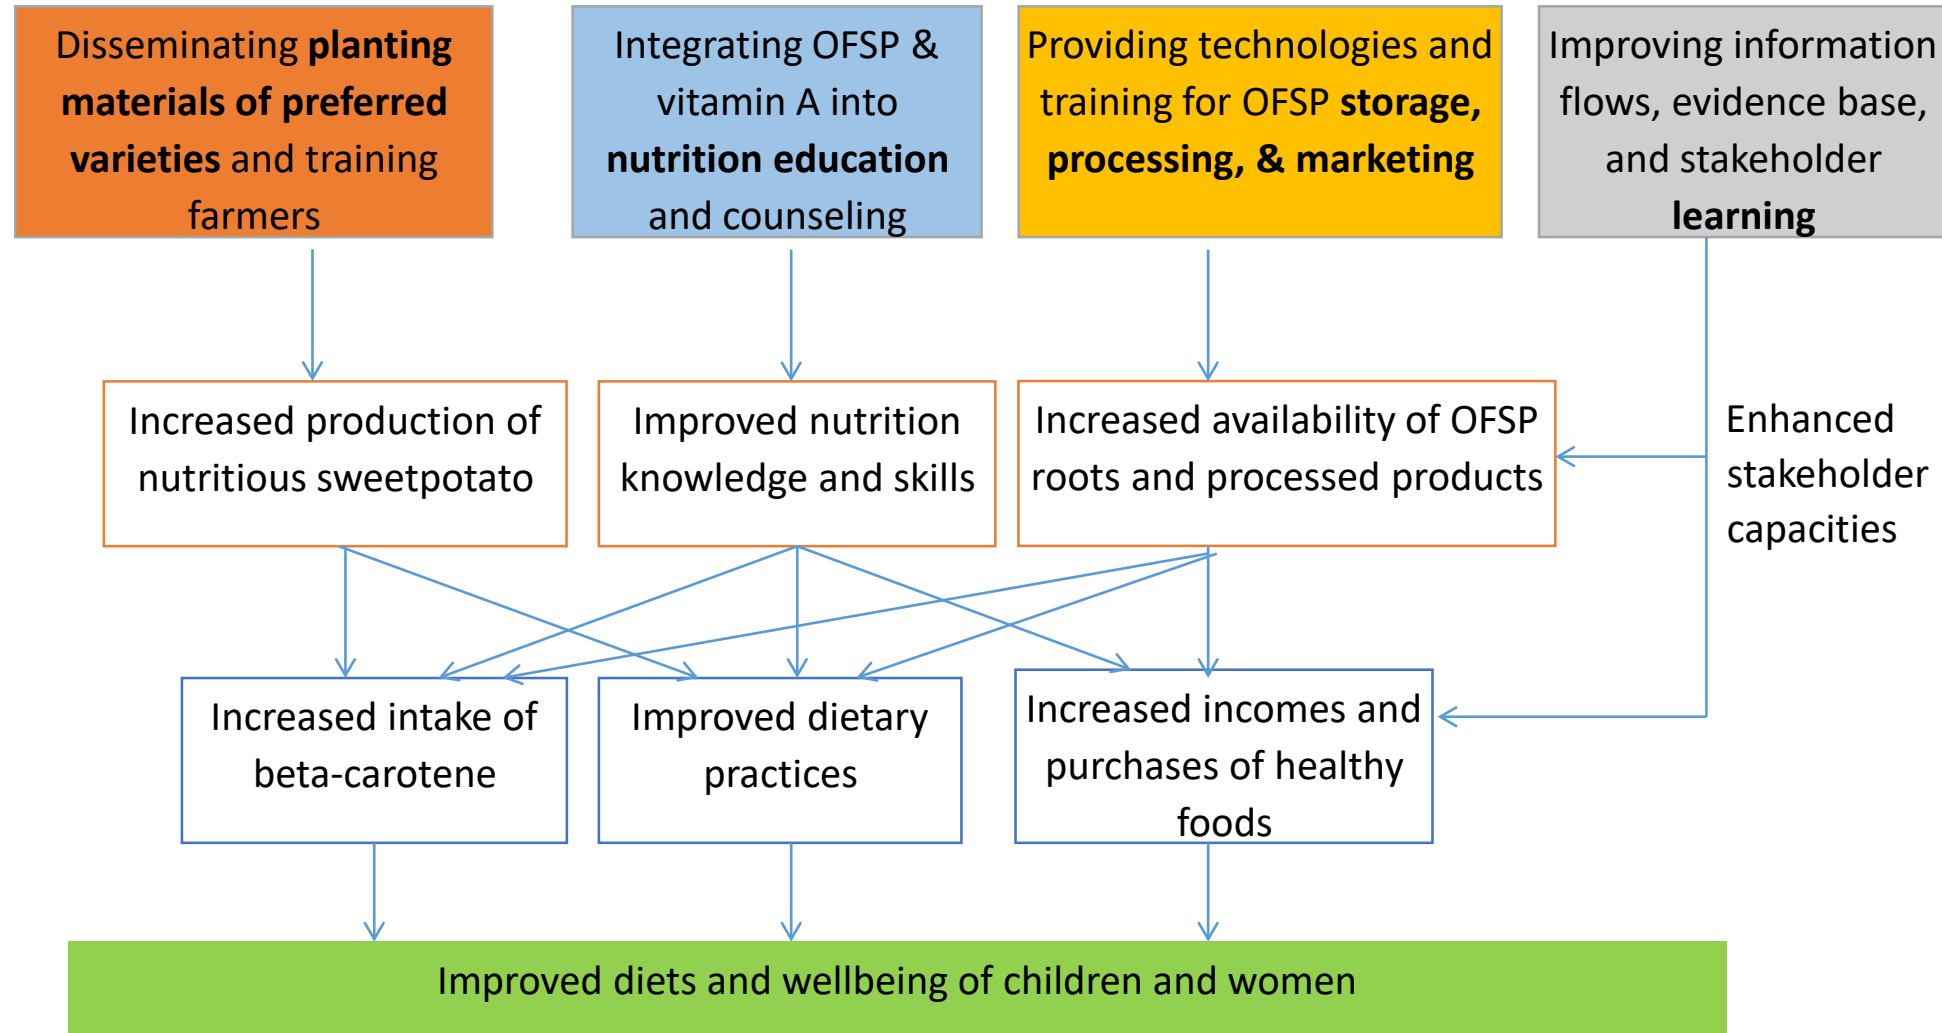 Disseminating planting
materials of preferred
varieties and training
farmers
Integrating OFSP &
vitamin A into
nutrition education
and counseling
Providing technologies and
training for OFSP storage,
processing, & marketing
Improving information
flows, evidence base,
and stakeholder
learning
Increased production of
nutritious sweetpotato
Improved nutrition
knowledge and skills
Increased availability of OFSP
roots and processed products
Enhanced
stakeholder
capacities
Increased intake of
beta-carotene
Improved dietary
practices
Increased incomes and
purchases of healthy
foods
Improved diets and wellbeing of children and women